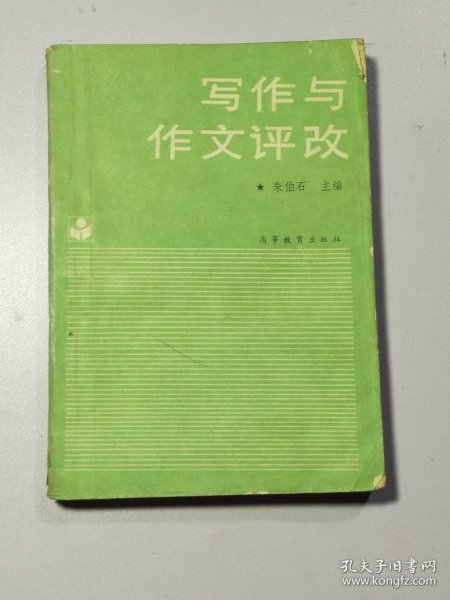 写作与
作文评改
★ 朱伯石 主编
高等教育出版社
孔夫子旧书网
www.kongfz.com